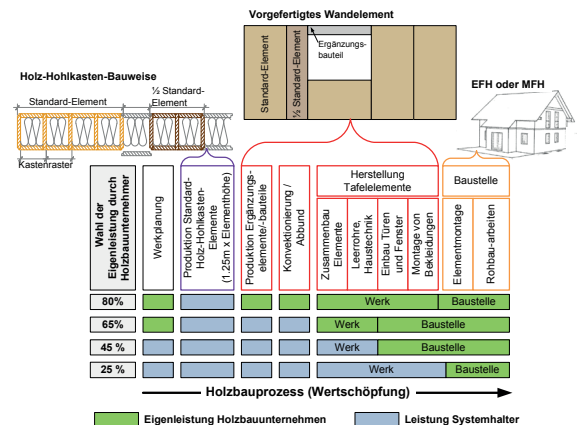 Vorgefertigtes Wandelement
Ergänzungs-
bauteil
Standard-Element
½ Standard-Element
Holz-Hohlkasten-Bauweise
Standard-Element
½ Standard-
Element
Kastenraster
EFH oder MFH
Wahl der
Eigenleistung durch
Holzbauunternehmer
Werkplanung
Produktion Standard-
Holz-Hohlkasten-
Elemente
(1,25m x Elementhöhe)
Produktion Ergänzungs-
elemente/-bauteile
Konvektionierung /
Abbund
Herstellung
Tafelelemente
Zusammenbau
Elemente
Leerrohre,
Haustechnik
Einbau Türen
und Fenster
Montage von
Bekleidungen
Baustelle
Elementmontage
Rohbau-arbeiten
80%
Werk
Baustelle
65%
Werk
Baustelle
45 %
Werk
Baustelle
25 %
Werk
Baustelle
Holzbauprozess (Wertschöpfung)
Eigenleistung Holzbauunternehmen
Leistung Systemhalter